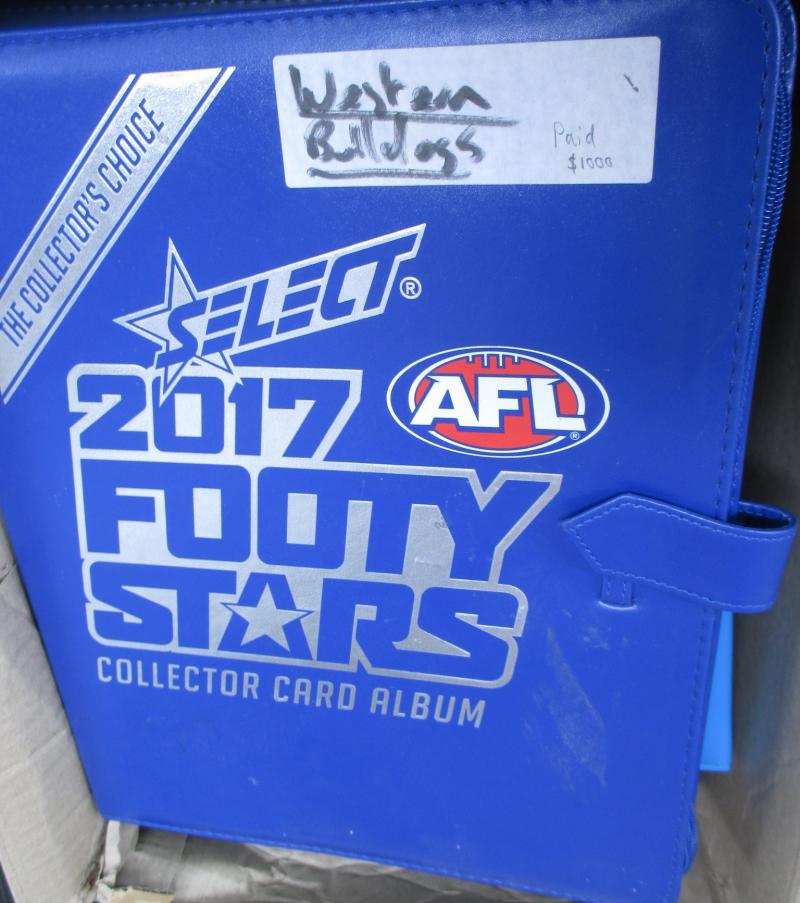 Western
Bulldogs
Paid
$1000
THE COLLECTOR'S CHOICE
SELECT®
2017
AFL®
FOOTY
STARS
COLLECTOR CARD ALBUM